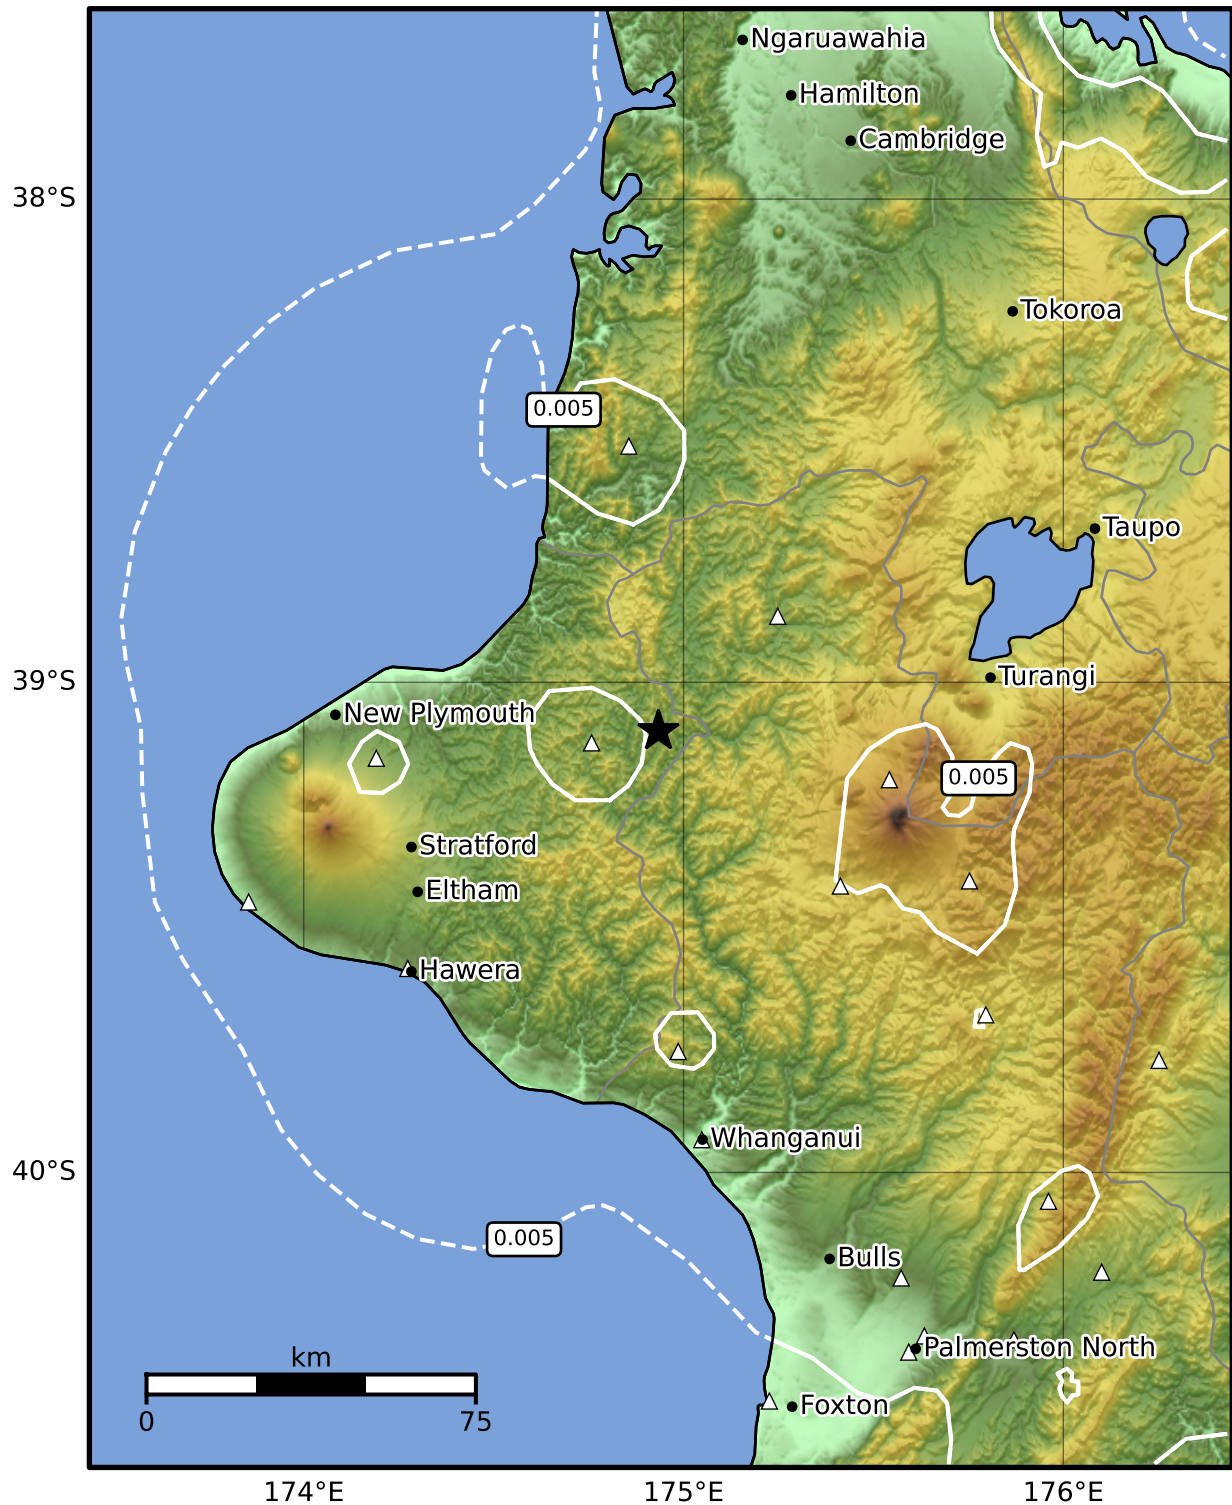 Ngaruawahia
Hamilton
Cambridge
38°S
Tokoroa
0.005
Taupo
39°S
Turangi
New Plymouth
0.005
Stratford
Eltham
Hawera
Whanganui
40°S
0.005
Bulls
Palmerston North
km
Foxton
0 75
174°E 175°E 176°E